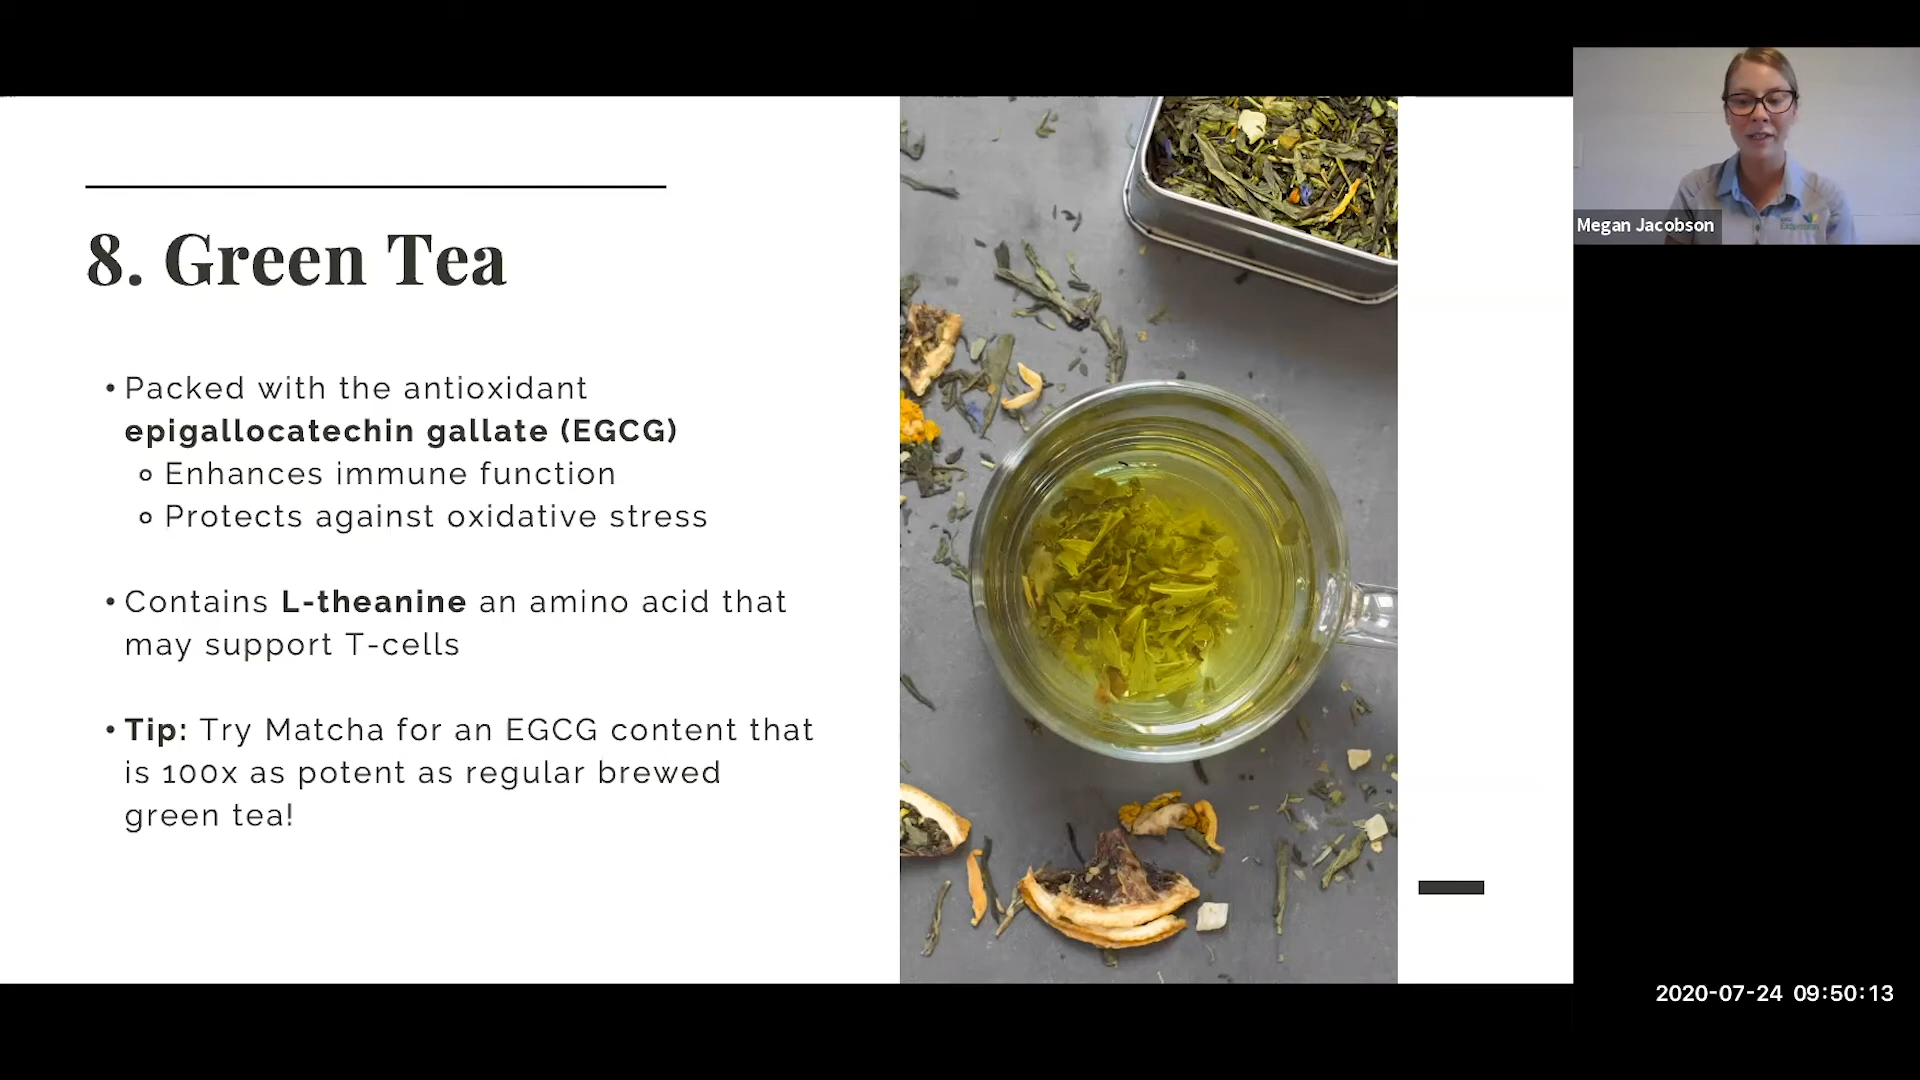 8. Green Tea
• Packed with the antioxidant
epigallocatechin gallate (EGCG)
Enhances immune function
Protects against oxidative stress
• Contains L-theanine an amino acid that
may support T-cells
• Tip: Try Matcha for an EGCG content that
is 100x as potent as regular brewed
green tea!
Megan Jacobson
2020-07-24 09:50:13